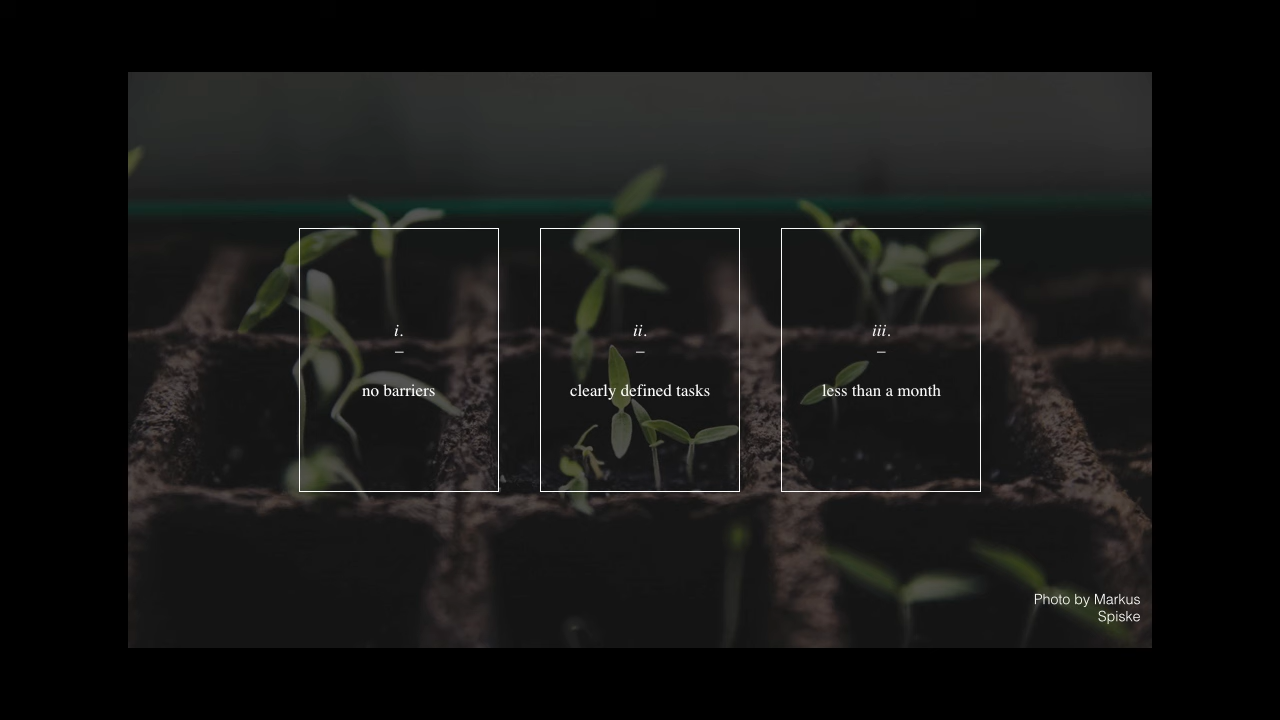 i.
–
no barriers
ii.
–
clearly defined tasks
iii.
–
less than a month
Photo by Markus
Spiske